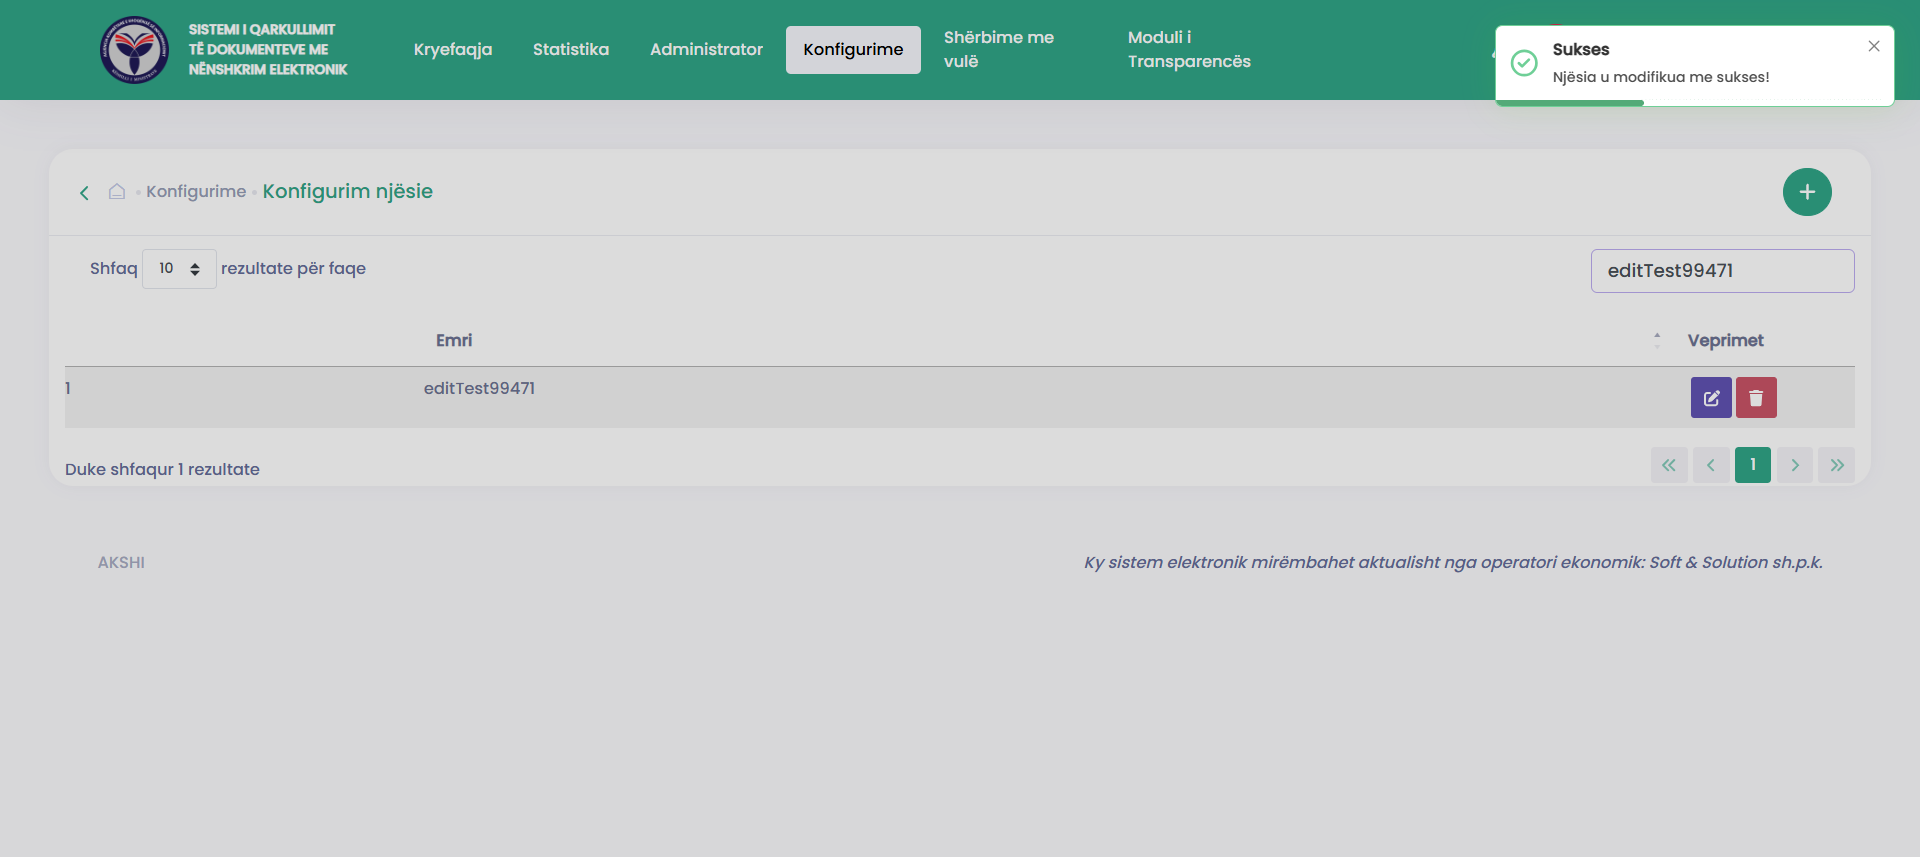 SISTEMI I QARKULLIMIT
TË DOKUMENTEVE ME
NËNSHKRIM ELEKTRONIK
Kryefaqja
Statistika
Administrator
Konfigurime
Shërbime me
vulë
Moduli i
Transparencës
Sukses
Njësia u modifikua me sukses!
Konfigurime
Konfigurim njësie
Shfaq 10 rezultate për faqe
editTest99471
Emri
Veprimet
1
editTest99471
Duke shfaqur 1 rezultate
1
AKSHI
Ky sistem elektronik mirëmbahet aktualisht nga operatori ekonomik: Soft & Solution sh.p.k.